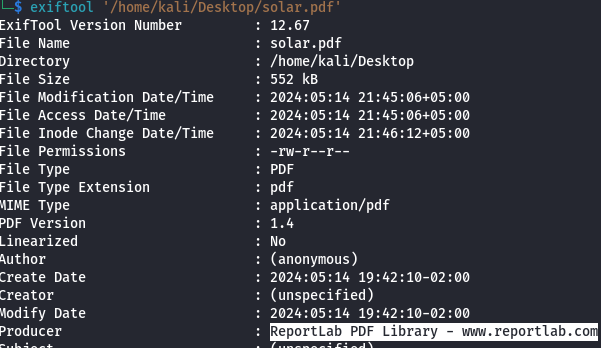 └─$ exiftool '/home/kali/Desktop/solar.pdf'
ExifTool Version Number         : 12.67
File Name                       : solar.pdf
Directory                       : /home/kali/Desktop
File Size                       : 552 kB
File Modification Date/Time     : 2024:05:14 21:45:06+05:00
File Access Date/Time           : 2024:05:14 21:45:06+05:00
File Inode Change Date/Time     : 2024:05:14 21:46:12+05:00
File Permissions                : -rw-r--r--
File Type                       : PDF
File Type Extension             : pdf
MIME Type                       : application/pdf
PDF Version                     : 1.4
Linearized                      : No
Author                          : (anonymous)
Create Date                     : 2024:05:14 19:42:10-02:00
Creator                         : (unspecified)
Modify Date                     : 2024:05:14 19:42:10-02:00
Producer                        : ReportLab PDF Library - www.reportlab.com